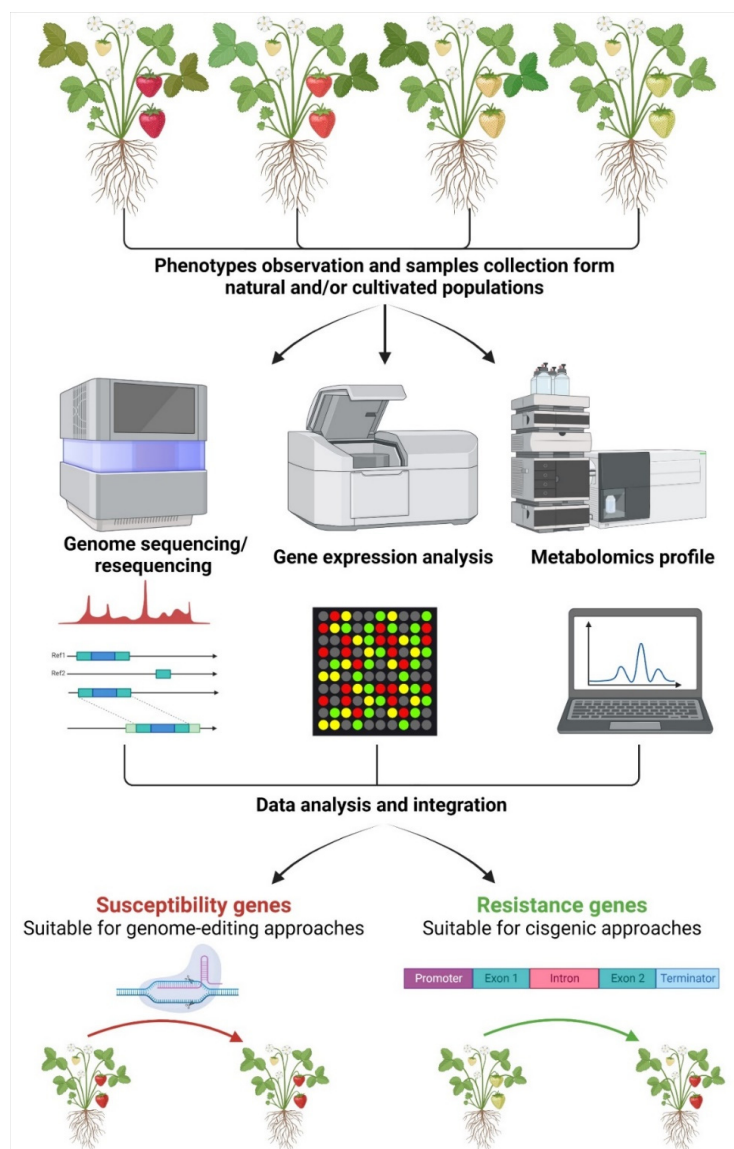 Phenotypes observation and samples collection form
natural and/or cultivated populations
Genome sequencing/
resequencing
Gene expression analysis
Metabolomics profile
Ref1
Ref2
Data analysis and integration
Susceptibility genes
Suitable for genome-editing approaches
Resistance genes
Suitable for cisgenic approaches
Promoter
Exon 1
Intron
Exon 2
Terminator